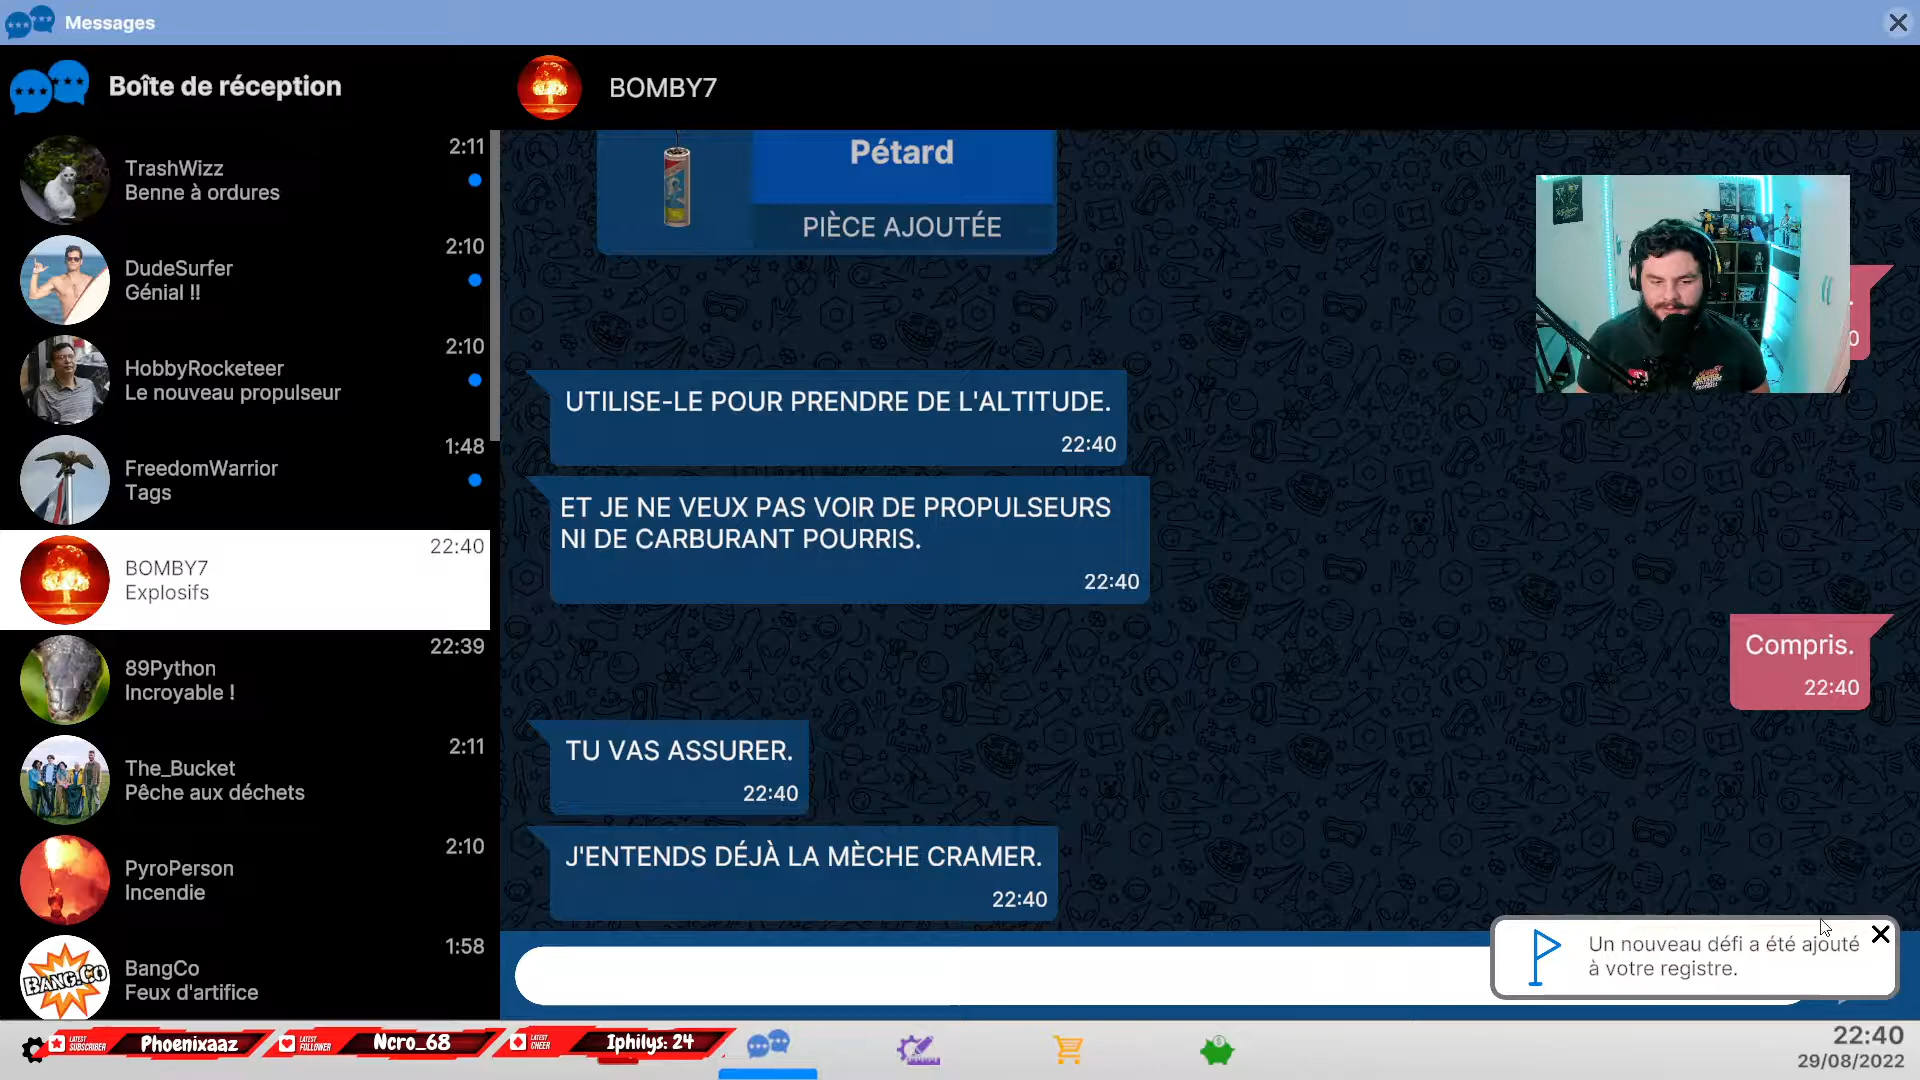 Messages
Boîte de réception
TrashWizz
Benne à ordures
2:11
DudeSurfer
Génial !!
2:10
HobbyRocketeer
Le nouveau propulseur
2:10
FreedomWarrior
Tags
1:48
BOMBY7
Explosifs
22:40
89Python
Incroyable !
22:39
The_Bucket
Pêche aux déchets
2:11
PyroPerson
Incendie
2:10
BANG.CO
BangCo
Feux d'artifice
1:58
BOMBY7
Pétard
PIÈCE AJOUTÉE
UTILISE-LE POUR PRENDRE DE L'ALTITUDE.
22:40
ET JE NE VEUX PAS VOIR DE PROPULSEURS
NI DE CARBURANT POURRIS.
22:40
Compris.
22:40
TU VAS ASSURER.
22:40
J'ENTENDS DÉJÀ LA MÈCHE CRAMER.
22:40
Un nouveau défi a été ajouté
à votre registre.
LATEST
SUBSCRIBER
Phoenixaaz
LATEST
FOLLOWER
Ncro_68
LATEST
CHEER
Iphilys: 24
22:40
29/08/2022